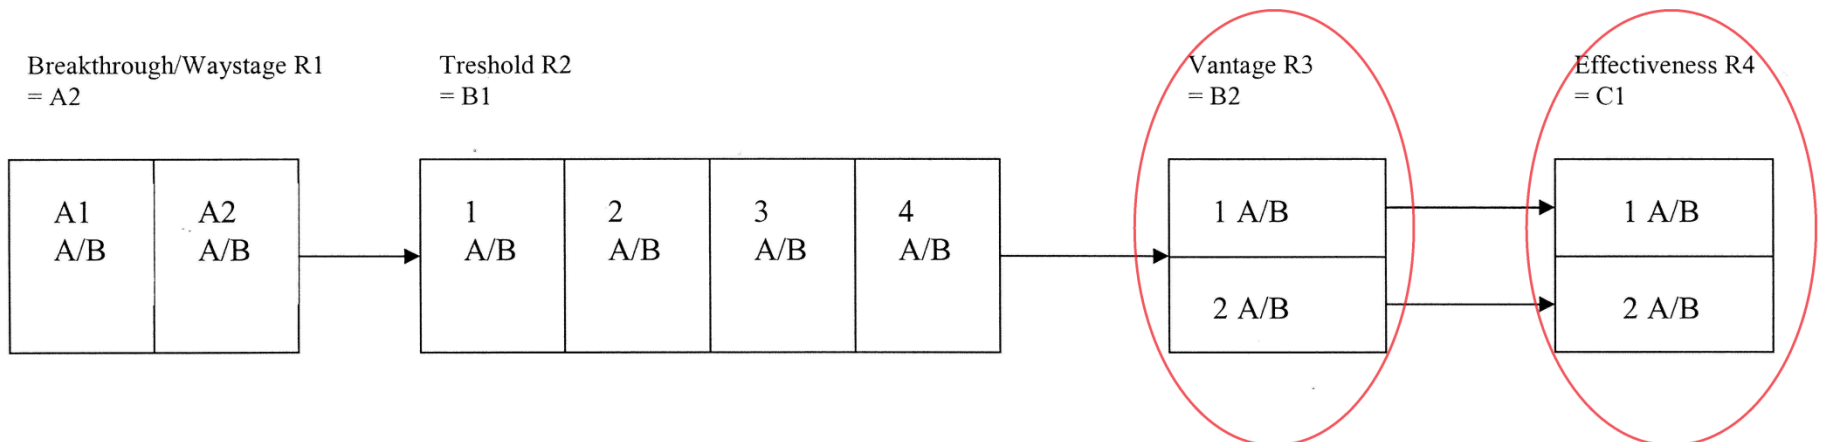 Breakthrough/Waystage R1
= A2
Treshold R2
= B1
Vantage R3
= B2
Effectiveness R4
= C1
A1
A/B
A2
A/B
1
A/B
2
A/B
3
A/B
4
A/B
1 A/B
2 A/B
1 A/B
2 A/B